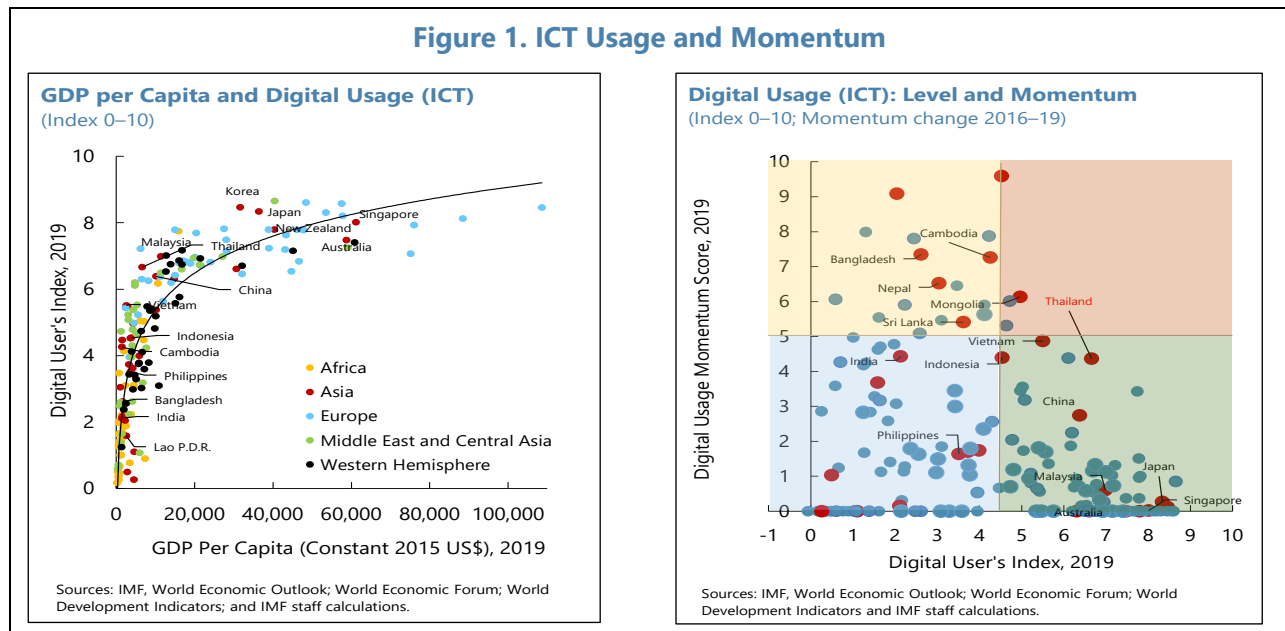 Figure 1. ICT Usage and Momentum
GDP per Capita and Digital Usage (ICT)
(Index 0–10)
Digital User's Index, 2019
10
8
6
4
2
0
Korea
Japan
Singapore
New Zealand
Malaysia
Thailand
Australia
China
Vietnam
Indonesia
Cambodia
Philippines
Bangladesh
India
Lao P.D.R.
Africa
Asia
Europe
Middle East and Central Asia
Western Hemisphere
0
20,000
40,000
60,000
80,000
100,000
GDP Per Capita (Constant 2015 US$), 2019
Sources: IMF, World Economic Outlook; World Economic Forum; World
Development Indicators; and IMF staff calculations.
Digital Usage (ICT): Level and Momentum
(Index 0–10; Momentum change 2016–19)
Digital Usage Momentum Score, 2019
10
9
8
7
6
5
4
3
2
1
0
Cambodia
Bangladesh
Nepal
Mongolia
Thailand
Sri Lanka
Vietnam
India
Indonesia
China
Philippines
Malaysia
Japan
Singapore
Australia
-1
0
1
2
3
4
5
6
7
8
9
10
Digital User's Index, 2019
Sources: IMF, World Economic Outlook; World Economic Forum; World
Development Indicators and IMF staff calculations.